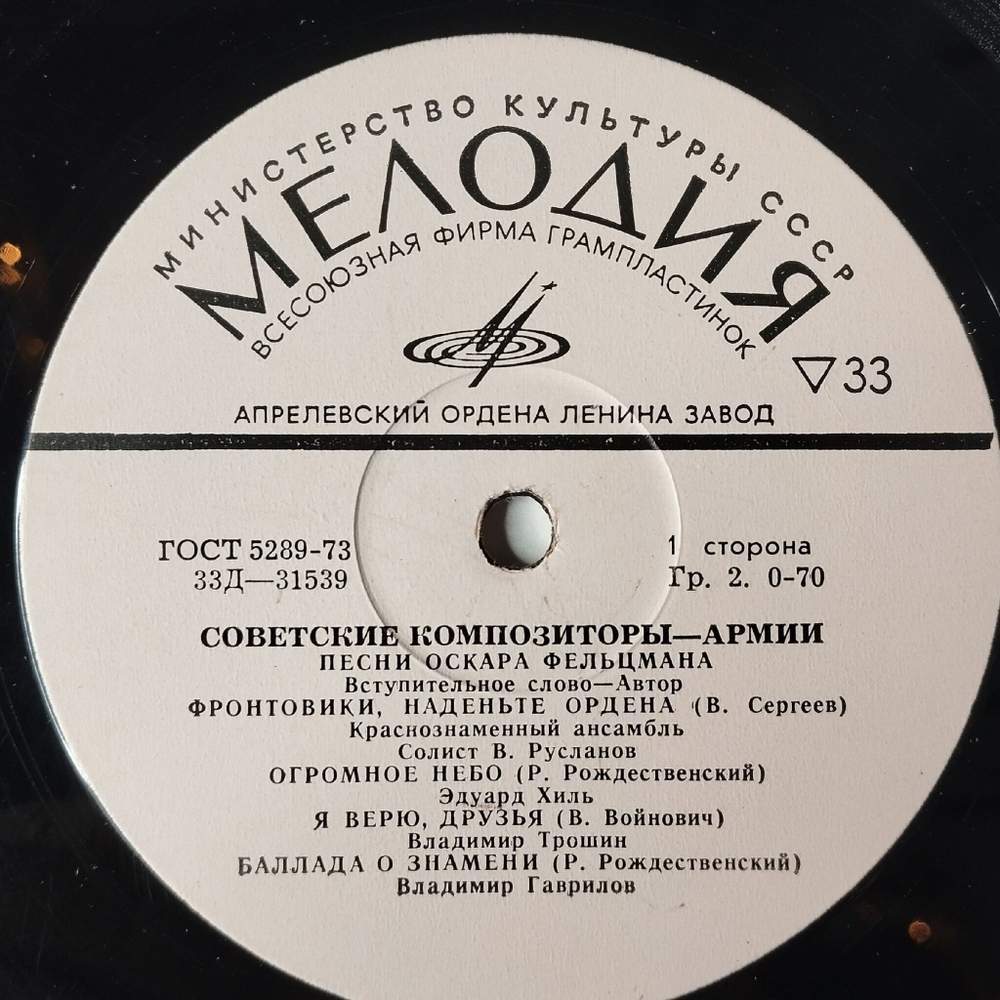 МИНИСТЕРСТВО КУЛЬТУРЫ СССР
МЕЛОДИЯ
ВСЕСОЮЗНАЯ ФИРМА ГРАМПЛАСТИНОК
▽33
АПРЕЛЕВСКИЙ ОРДЕНА ЛЕНИНА ЗАВОД
ГОСТ 5289-73
33Д—31539
1 сторона
Гр. 2. 0-70
СОВЕТСКИЕ КОМПОЗИТОРЫ—АРМИИ
ПЕСНИ ОСКАРА ФЕЛЬЦМАНА
Вступительное слово—Автор
ФРОНТОВИКИ, НАДЕНЬТЕ ОРДЕНА (В. Сергеев)
Краснознаменный ансамбль
Солист В. Русланов
ОГРОМНОЕ НЕБО (Р. Рождественский)
Эдуард Хиль
Я ВЕРЮ, ДРУЗЬЯ (В. Войнович)
Владимир Трошин
БАЛЛАДА О ЗНАМЕНИ (Р. Рождественский)
Владимир Гаврилов